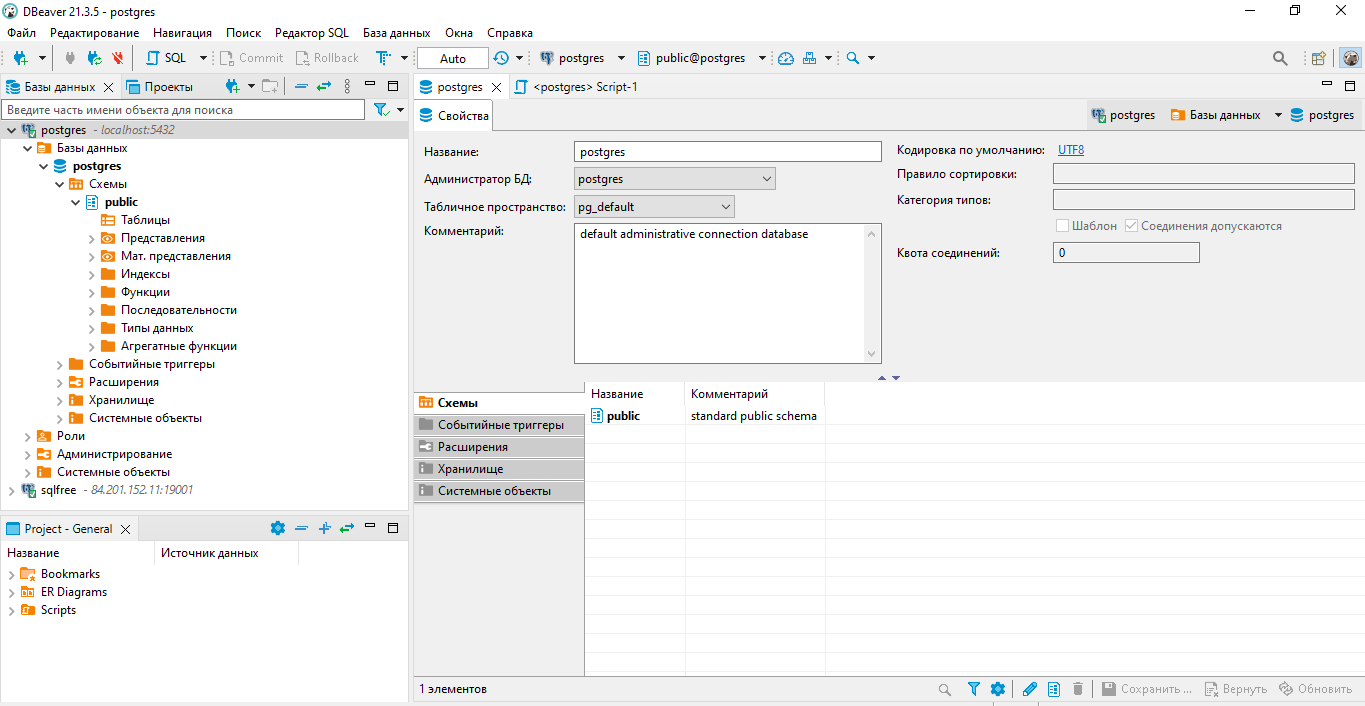 DBeaver 21.3.5 - postgres
Файл Редактирование Навигация Поиск Редактор SQL База данных Окна Справка
SQL Commit Rollback Auto postgres public@postgres
Базы данных Проекты
Введите часть имени объекта для поиска
postgres - localhost:5432
Базы данных
postgres
Схемы
public
Таблицы
Представления
Мат. представления
Индексы
Функции
Последовательности
Типы данных
Агрегатные функции
Событийные триггеры
Расширения
Хранилище
Системные объекты
Роли
Администрирование
Системные объекты
sqlfree - 84.201.152.11:19001
Project - General
Название Источник данных
Bookmarks
ER Diagrams
Scripts
postgres <postgres> Script-1
Свойства postgres Базы данных postgres
Название: postgres
Администратор БД: postgres
Табличное пространство: pg_default
Комментарий: default administrative connection database
Кодировка по умолчанию: UTF8
Правило сортировки:
Категория типов:
Шаблон Соединения допускаются
Квота соединений: 0
Схемы
Событийные триггеры
Расширения
Хранилище
Системные объекты
Название Комментарий
public standard public schema
1 элементов Сохранить ... Вернуть Обновить